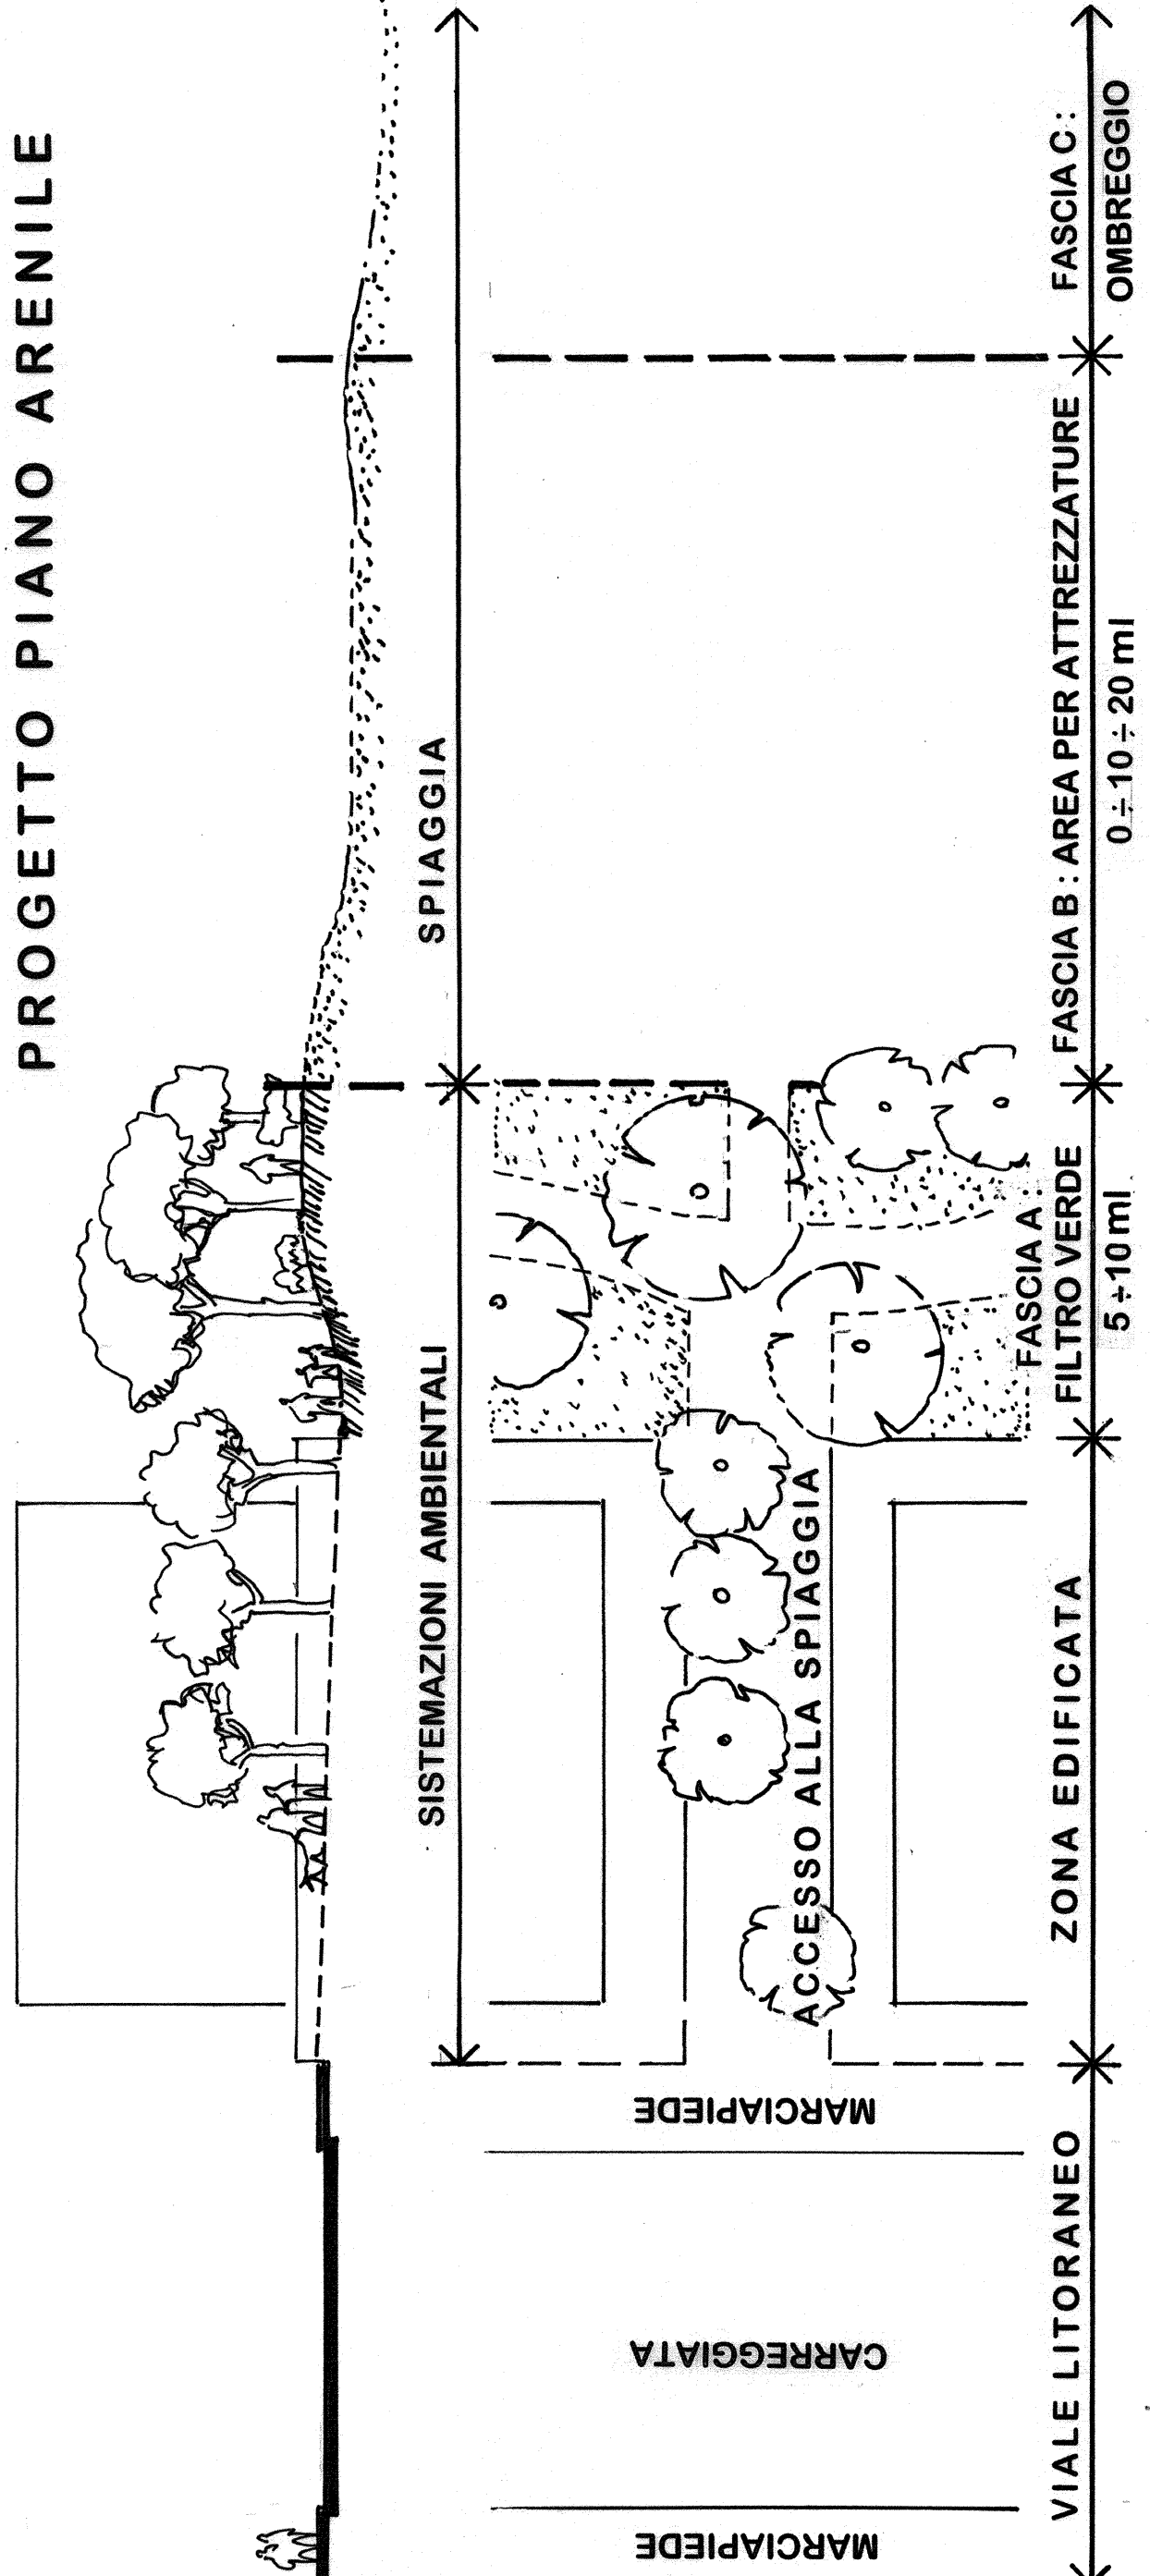 PROGETTO PIANO ARENILE
SISTEMAZIONI AMBIENTALI
SPIAGGIA
MARCIAPIEDE
CARREGGIATA
MARCIAPIEDE
ACCESSO ALLA SPIAGGIA
VIALE LITORANEO
ZONA EDIFICATA
FASCIA A :
FILTRO VERDE
5÷10 ml
FASCIA B : AREA PER ATTREZZATURE
0÷10÷20 ml
FASCIA C :
OMBREGGIO